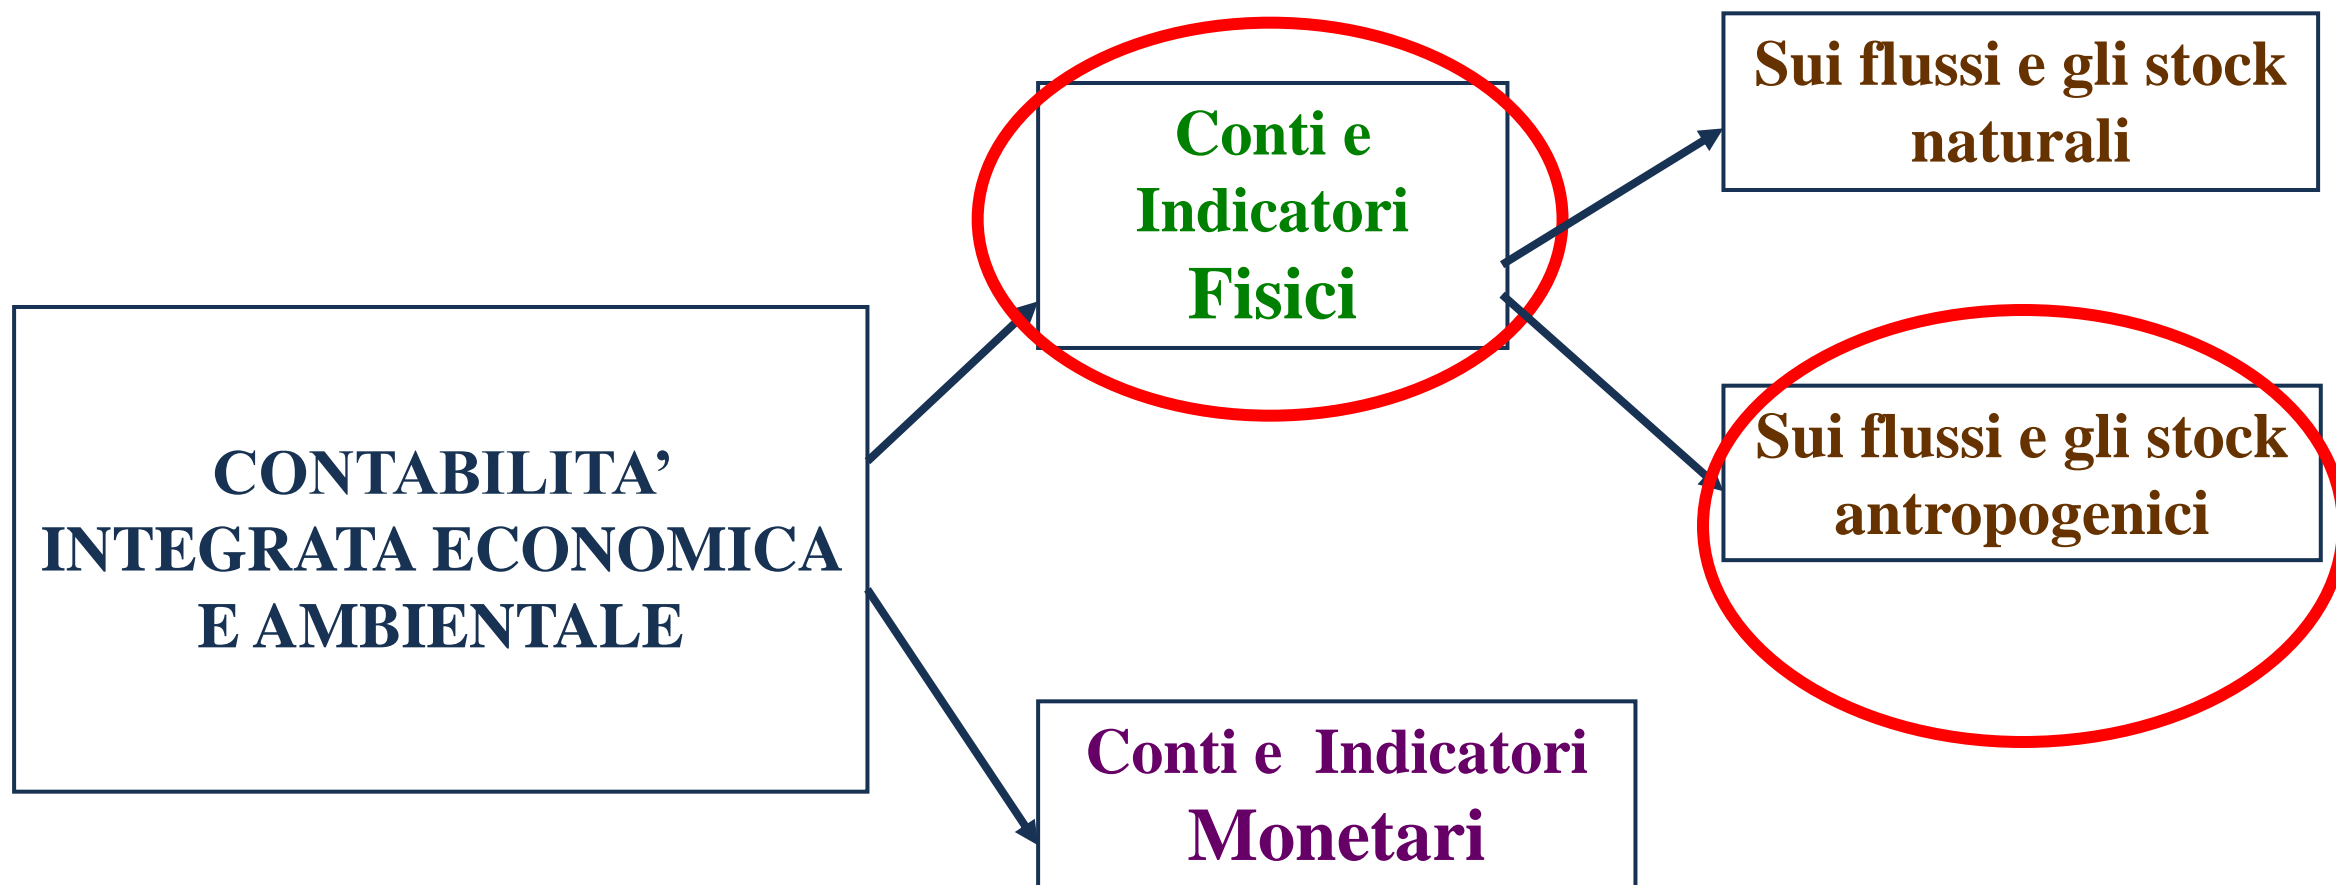 CONTABILITA’
INTEGRATA ECONOMICA
E AMBIENTALE
Conti e
Indicatori
Fisici
Sui flussi e gli stock
naturali
Sui flussi e gli stock
antropogenici
Conti e  Indicatori
Monetari